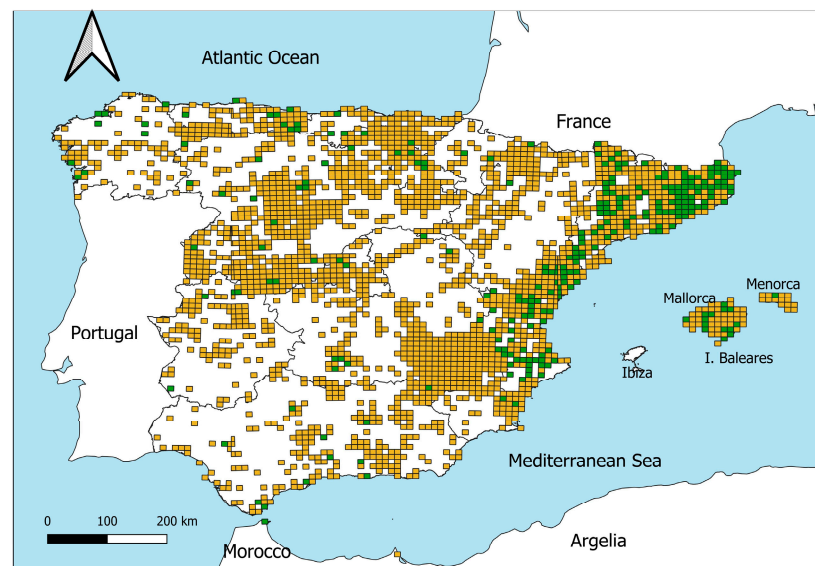 Atlantic Ocean
France
Menorca
Mallorca
Portugal
I. Baleares
Ibiza
Mediterranean Sea
0 100 200 km
Argelia
Morocco